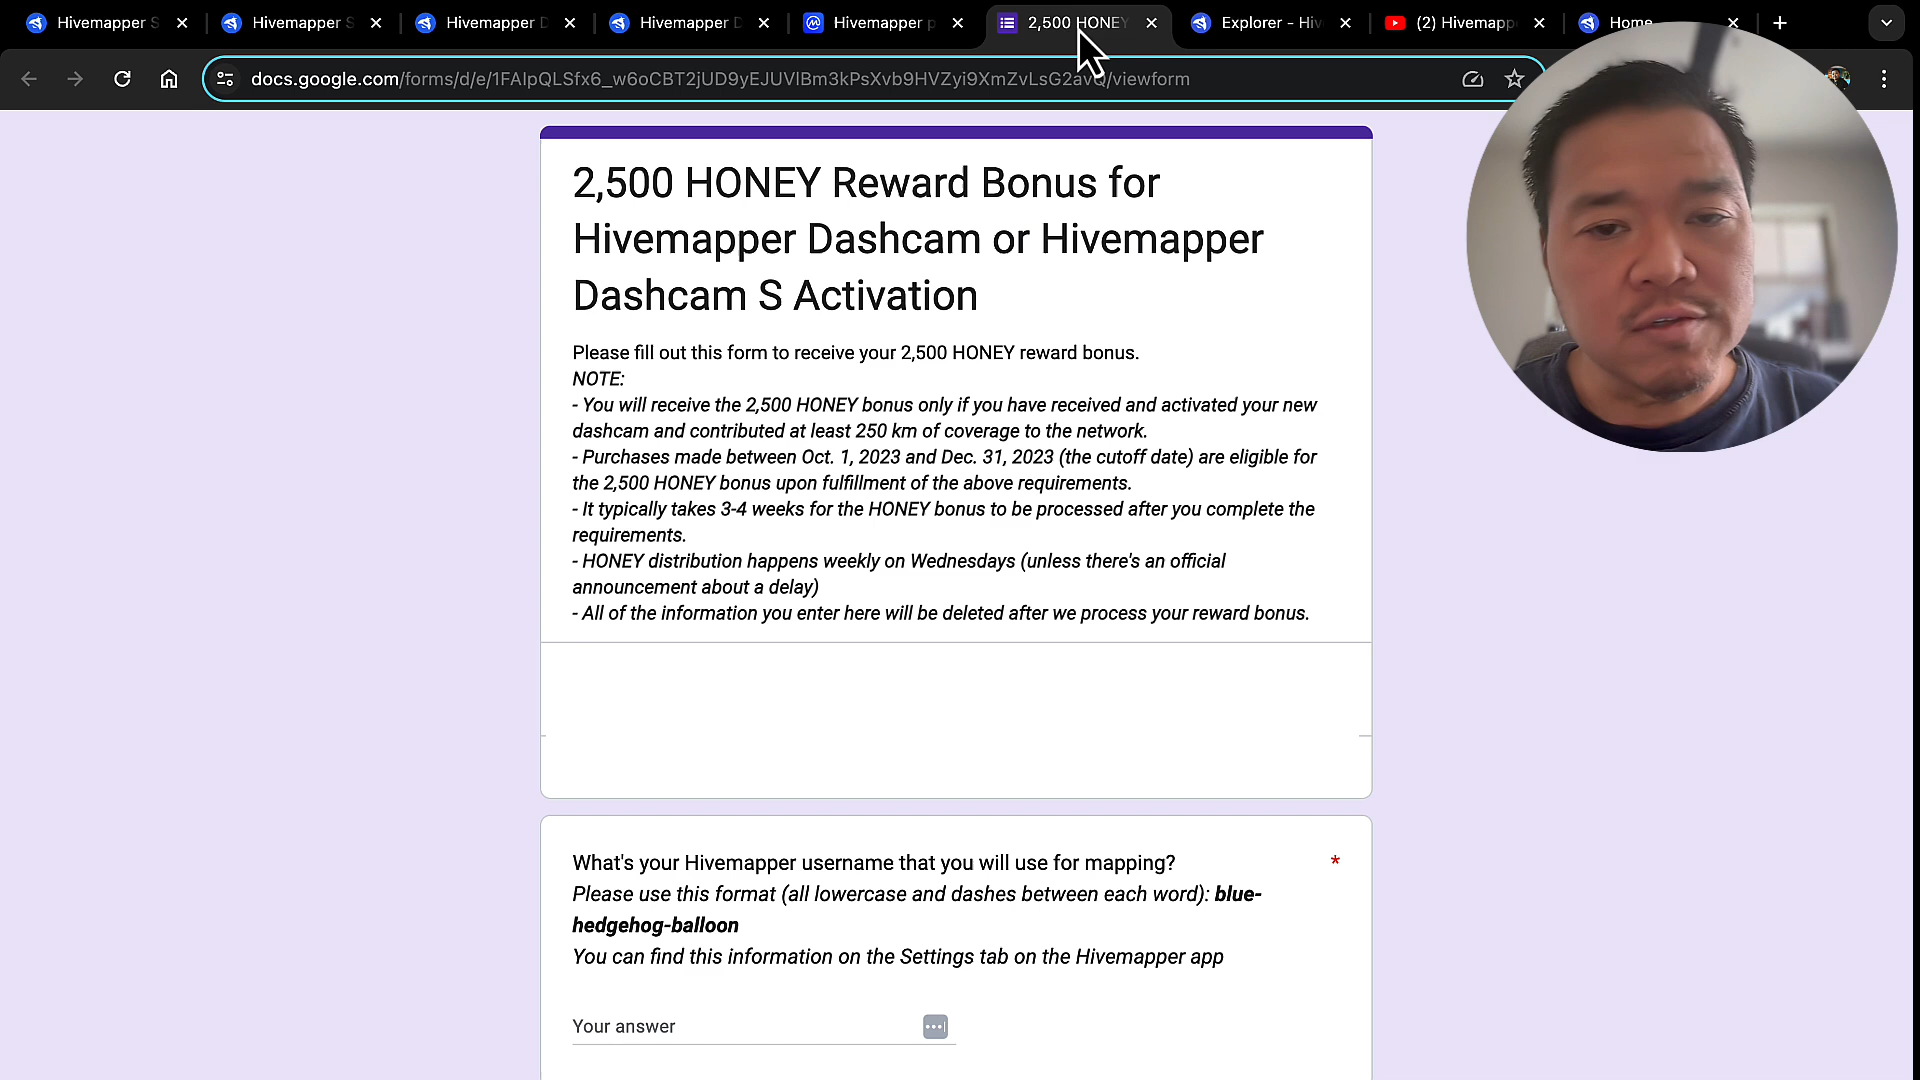 Hivemapper S
Hivemapper S
Hivemapper D
Hivemapper D
Hivemapper p
2,500 HONEY
Explorer - Hiv
(2) Hivemapp
Home
docs.google.com/forms/d/e/1FAIpQLSfx6_w6oCBT2jUD9yEJUVlBm3kPsXvb9HVZyi9XmZvLsG2avQ/viewform
2,500 HONEY Reward Bonus for
Hivemapper Dashcam or Hivemapper
Dashcam S Activation
Please fill out this form to receive your 2,500 HONEY reward bonus.
NOTE:
- You will receive the 2,500 HONEY bonus only if you have received and activated your new
dashcam and contributed at least 250 km of coverage to the network.
- Purchases made between Oct. 1, 2023 and Dec. 31, 2023 (the cutoff date) are eligible for
the 2,500 HONEY bonus upon fulfillment of the above requirements.
- It typically takes 3-4 weeks for the HONEY bonus to be processed after you complete the
requirements.
- HONEY distribution happens weekly on Wednesdays (unless there's an official
announcement about a delay)
- All of the information you enter here will be deleted after we process your reward bonus.
What's your Hivemapper username that you will use for mapping? *
Please use this format (all lowercase and dashes between each word): blue-
hedgehog-balloon
You can find this information on the Settings tab on the Hivemapper app
Your answer